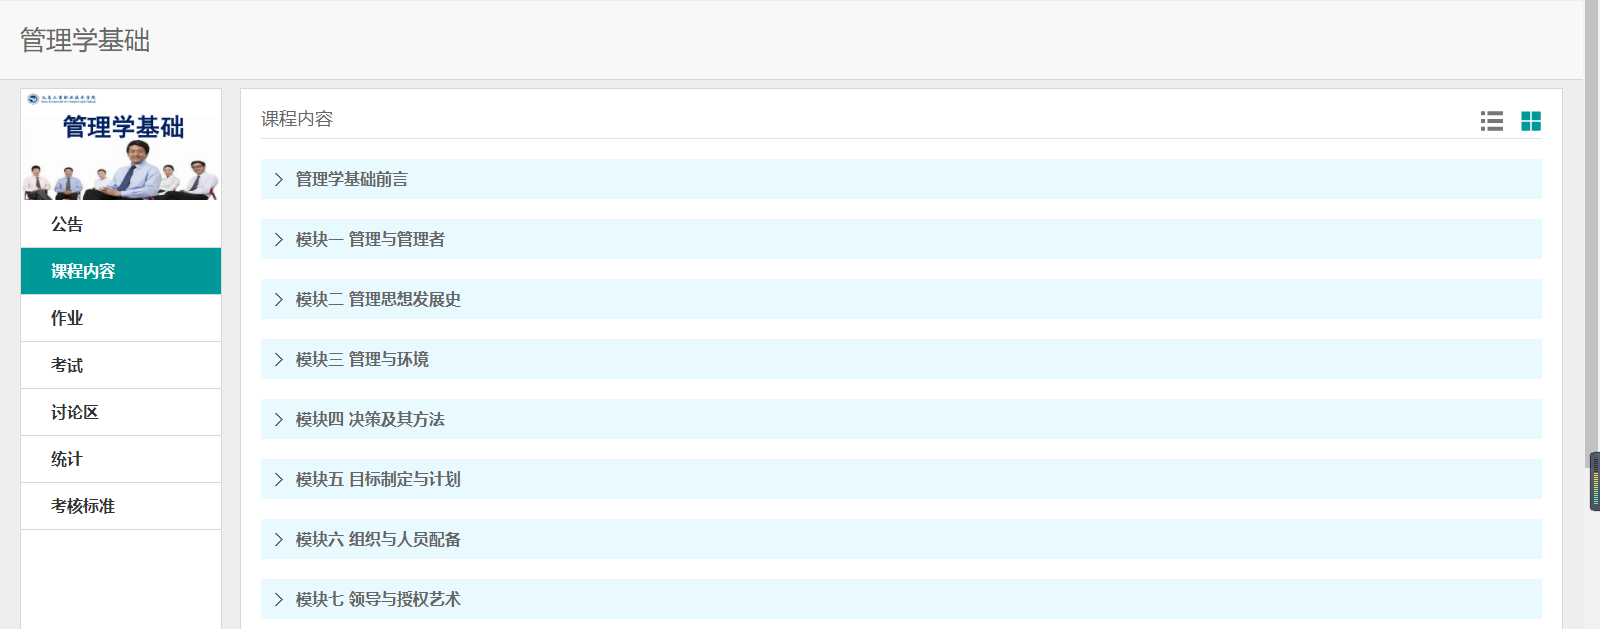 管理学基础
管理学基础
公告
课程内容
作业
考试
讨论区
统计
考核标准
课程内容
管理学基础前言
模块一 管理与管理者
模块二 管理思想发展史
模块三 管理与环境
模块四 决策及其方法
模块五 目标制定与计划
模块六 组织与人员配备
模块七 领导与授权艺术